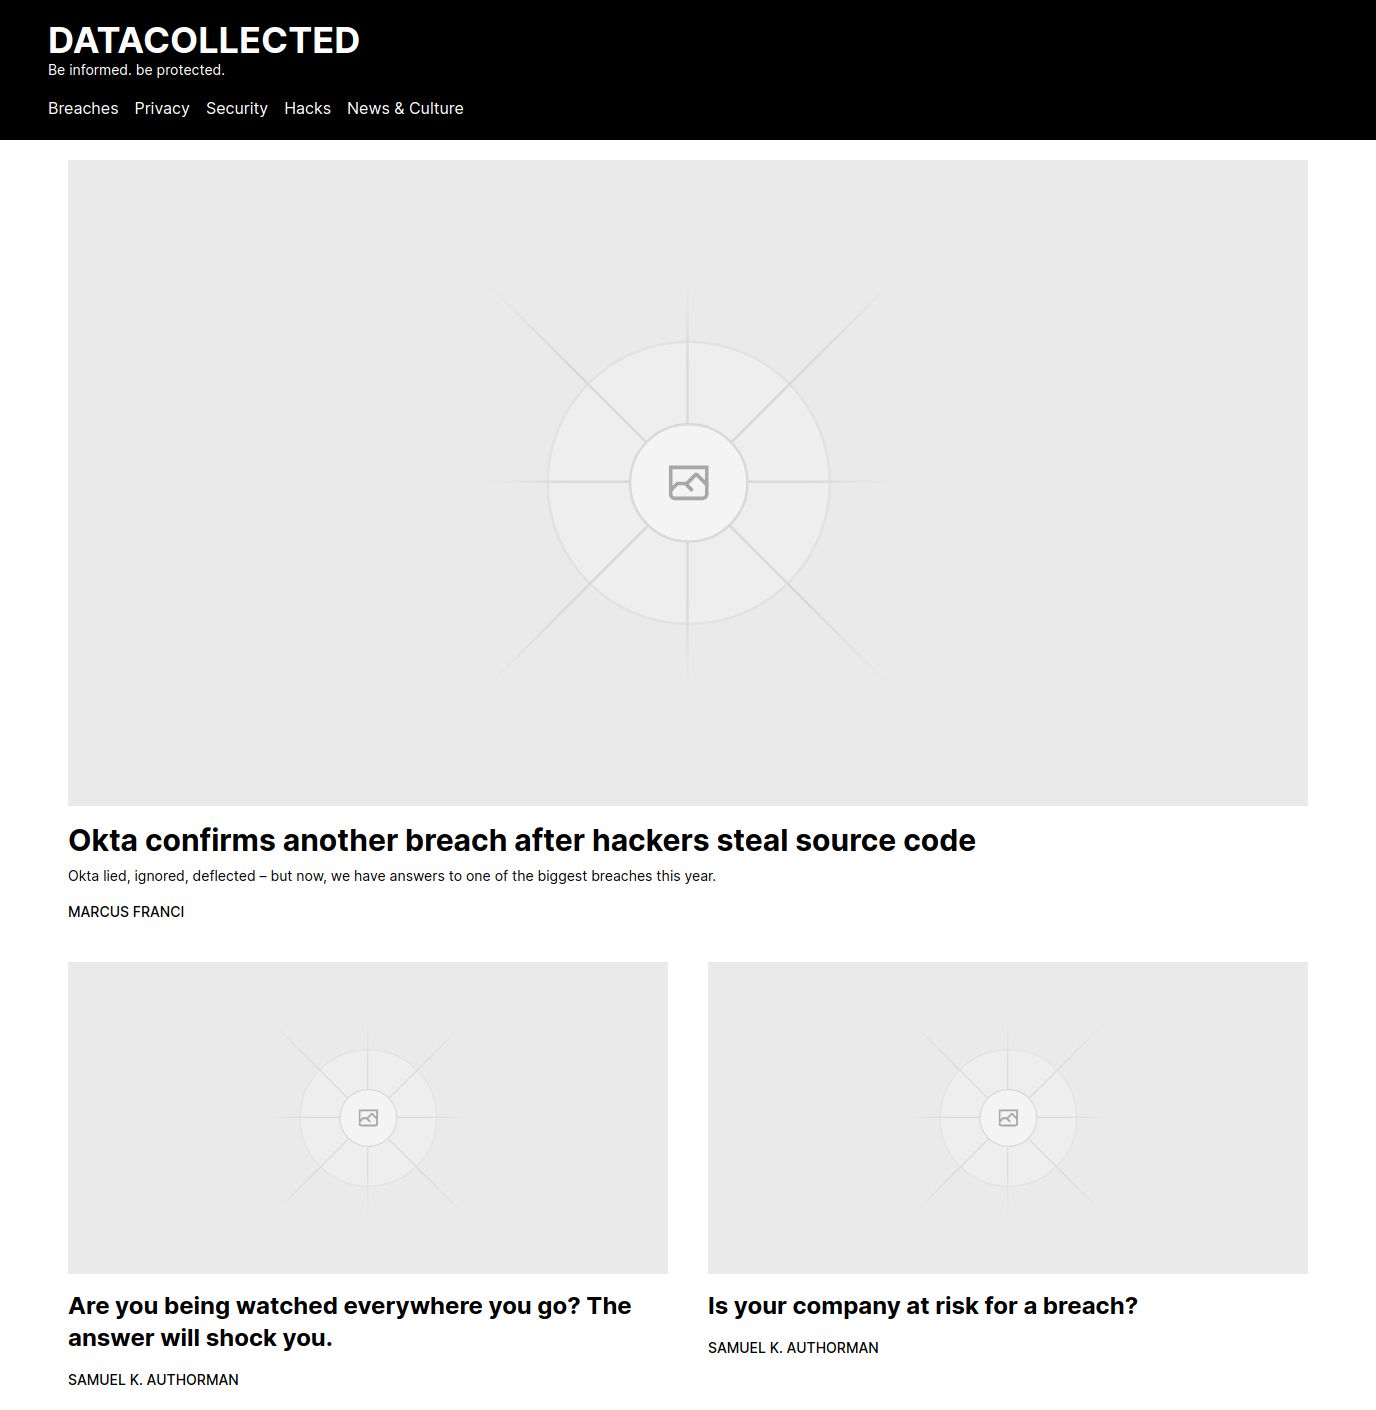 DATACOLLECTED
Be informed. be protected.
Breaches Privacy Security Hacks News & Culture
Okta confirms another breach after hackers steal source code
Okta lied, ignored, deflected – but now, we have answers to one of the biggest breaches this year.
MARCUS FRANCI
Are you being watched everywhere you go? The
answer will shock you.
SAMUEL K. AUTHORMAN
Is your company at risk for a breach?
SAMUEL K. AUTHORMAN